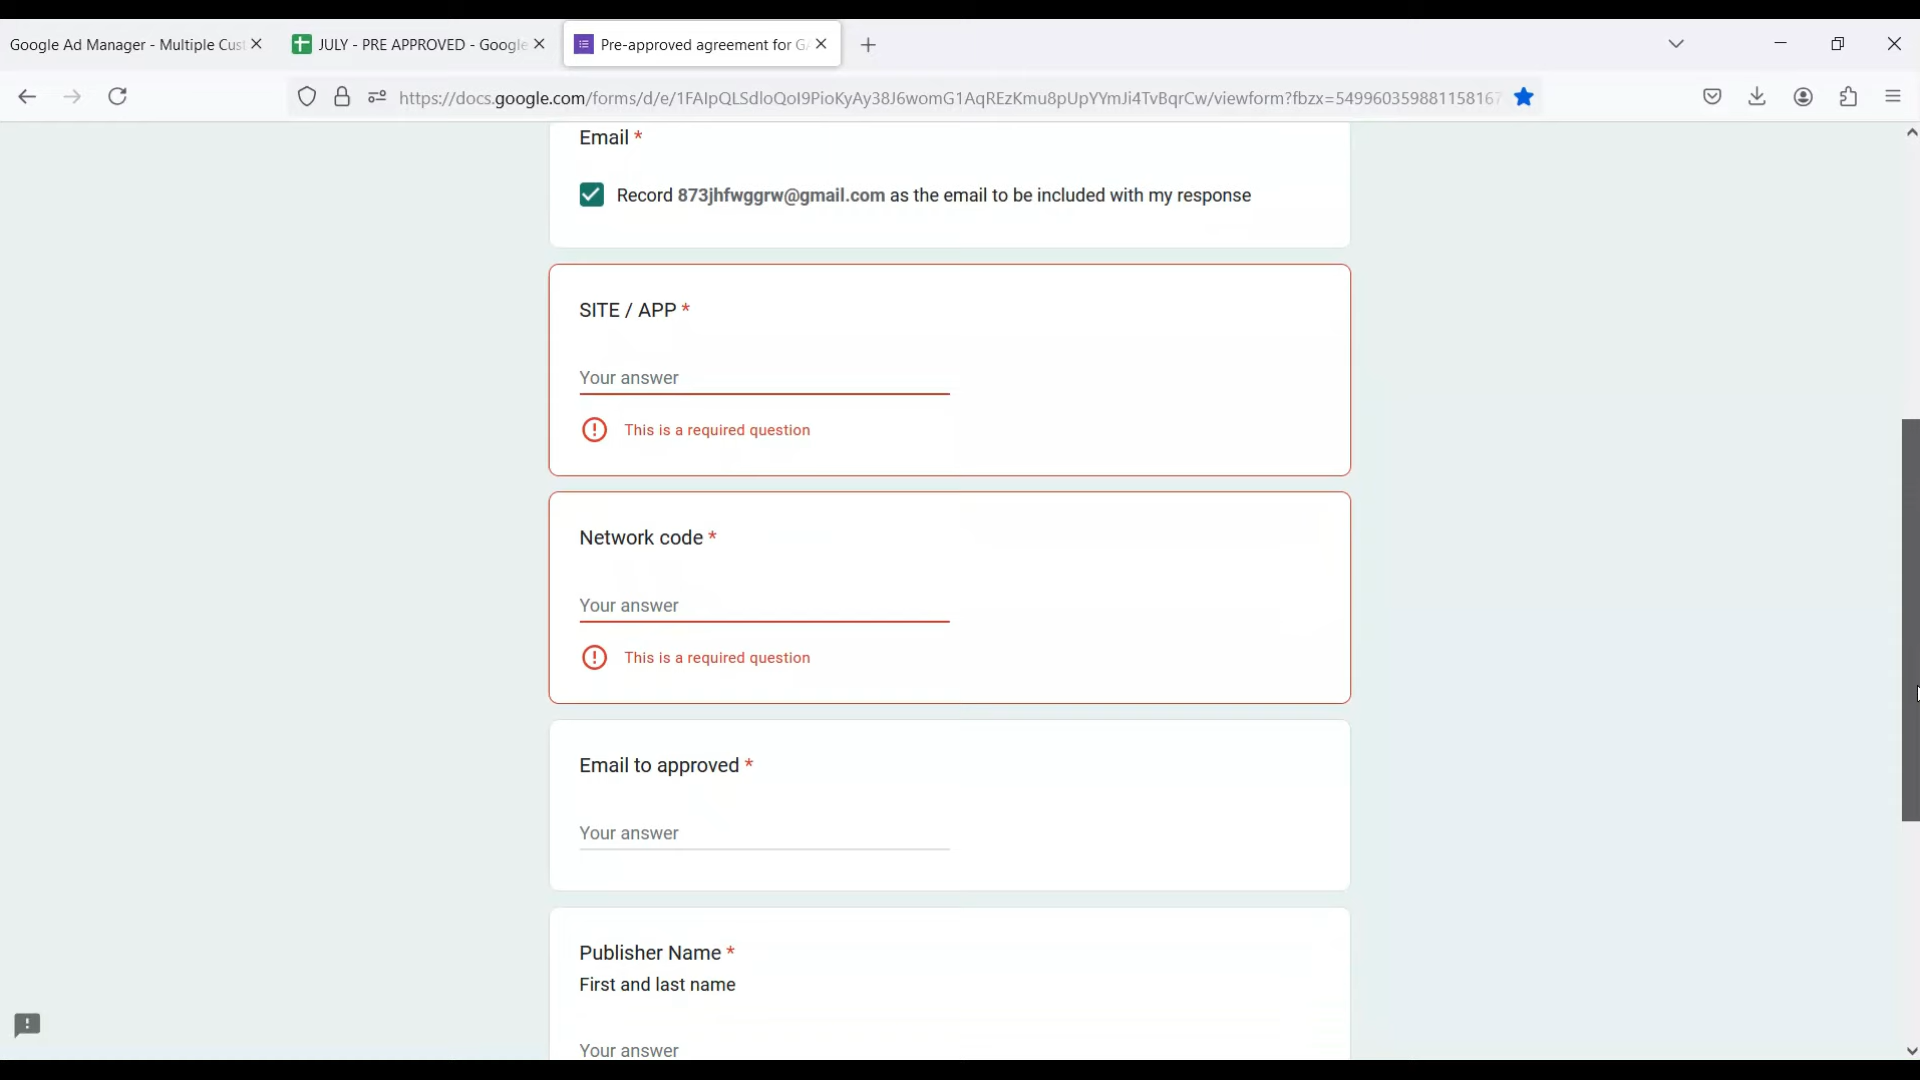 Google Ad Manager - Multiple Cust
JULY - PRE APPROVED - Google
Pre-approved agreement for GA
https://docs.google.com/forms/d/e/1FAIpQLSdloQoI9PioKyAy38J6womG1AqREzKmu8pUpYYmJi4TvBqrCw/viewform?fbzx=549960359881158167
Email *
Record 873jhfwggrw@gmail.com as the email to be included with my response
SITE / APP *
Your answer
This is a required question
Network code *
Your answer
This is a required question
Email to approved *
Your answer
Publisher Name *
First and last name
Your answer